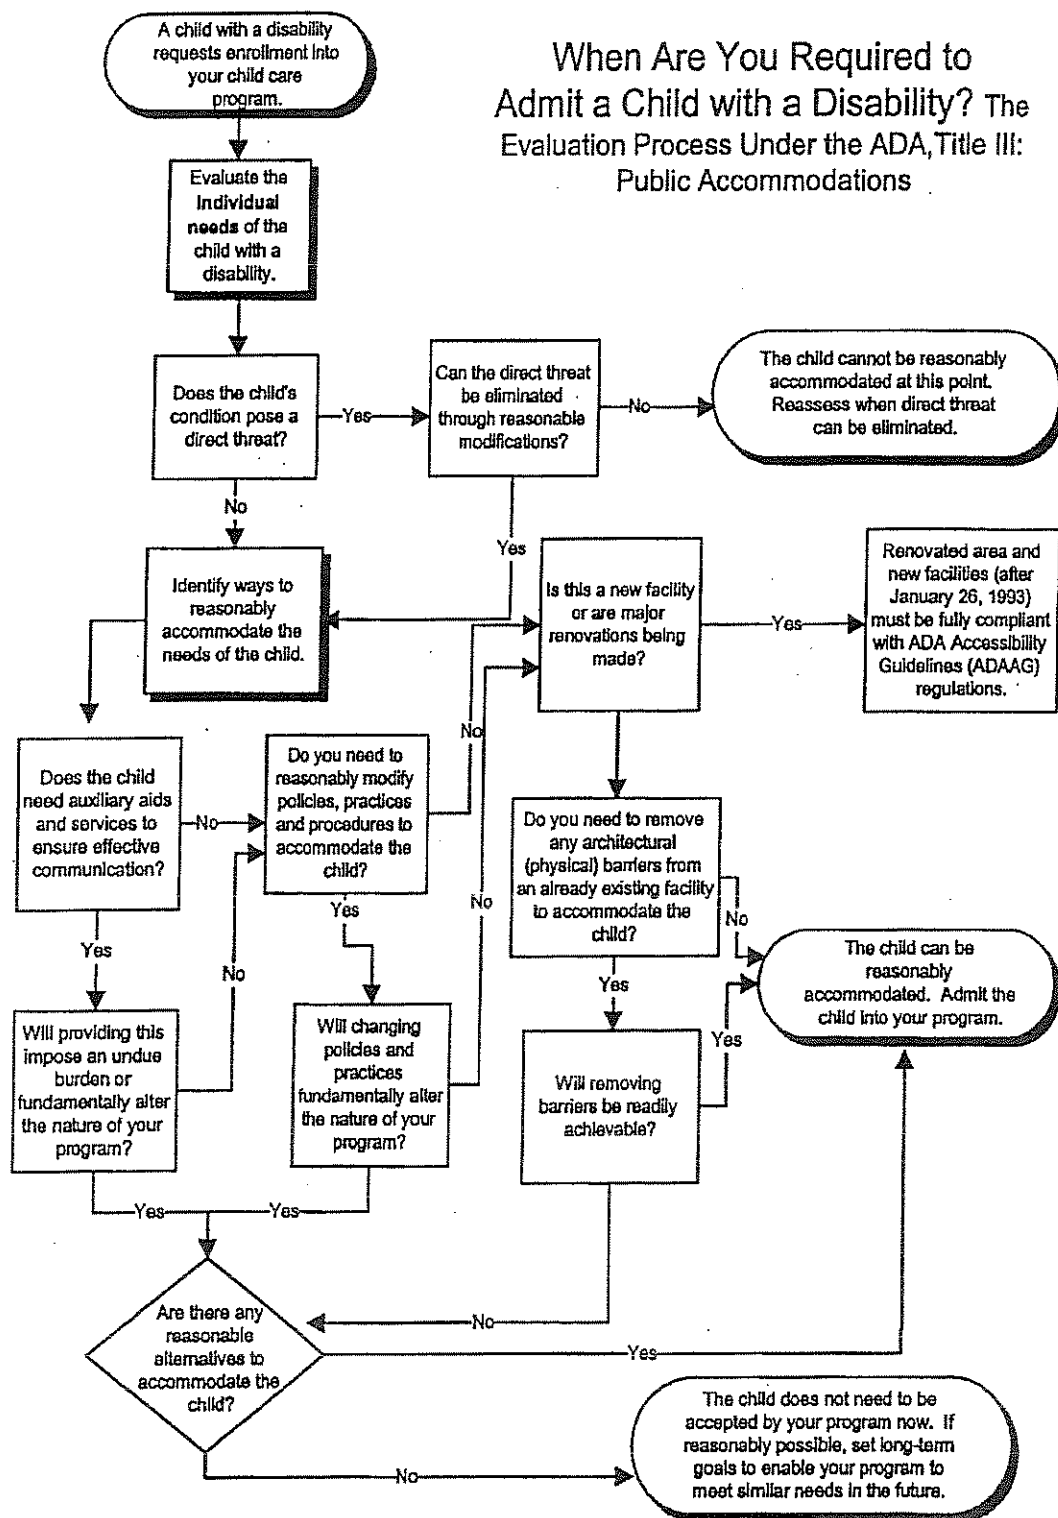 When Are You Required to
Admit a Child with a Disability? The
Evaluation Process Under the ADA, Title III:
Public Accommodations
A child with a disability
requests enrollment into
your child care
program.
Evaluate the
individual
needs of the
child with a
disability.
Does the child's
condition pose a
direct threat?
Yes
Can the direct threat
be eliminated
through reasonable
modifications?
No
The child cannot be reasonably
accommodated at this point.
Reassess when direct threat
can be eliminated.
No
Yes
Identify ways to
reasonably
accommodate the
needs of the child.
Is this a new facility
or are major
renovations being
made?
Yes
Renovated area and
new facilities (after
January 26, 1993)
must be fully compliant
with ADA Accessibility
Guidelines (ADAAG)
regulations.
Does the child
need auxiliary aids
and services to
ensure effective
communication?
No
Do you need to
reasonably modify
policies, practices
and procedures to
accommodate the
child?
No
Do you need to remove
any architectural
(physical) barriers from
an already existing facility
to accommodate the
child?
No
Yes
No
Yes
No
Yes
The child can be
reasonably
accommodated. Admit the
child into your program.
Will providing this
impose an undue
burden or
fundamentally alter
the nature of your
program?
Will changing
policies and
practices
fundamentally alter
the nature of your
program?
Will removing
barriers be readily
achievable?
Yes
Yes
Yes
No
Are there any
reasonable
alternatives to
accommodate the
child?
Yes
No
The child does not need to be
accepted by your program now. If
reasonably possible, set long-term
goals to enable your program to
meet similar needs in the future.